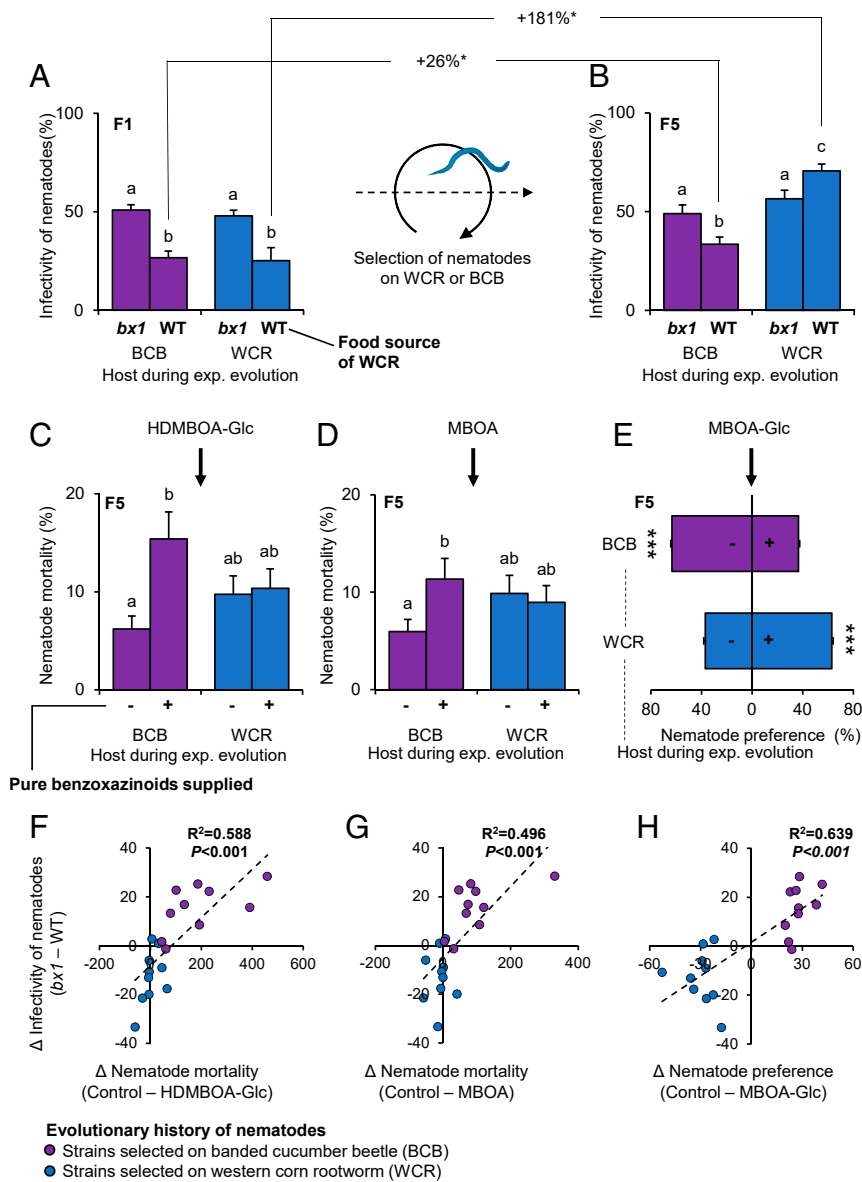 +181%*
+26%*
A
B
Infectivity of nematodes(%)
100
50
0
F1
a
b
a
b
bx1 WT bx1 WT
BCB WCR
Host during exp. evolution
Food source
of WCR
Selection of nematodes
on WCR or BCB
Infectivity of nematodes(%)
100
50
0
F5
a
b
a
c
bx1 WT bx1 WT
BCB WCR
Host during exp. evolution
C
HDMBOA-Glc
Nematode mortality (%)
20
10
0
F5
a
b
ab
ab
- + - +
BCB WCR
Host during exp. evolution
Pure benzoxazinoids supplied
D
MBOA
Nematode mortality (%)
20
10
0
F5
a
b
ab
ab
- + - +
BCB WCR
Host during exp. evolution
E
MBOA-Glc
F5
BCB
***
- +
WCR
- +
***
80 40 0 40 80
Nematode preference (%)
Host during exp. evolution
F
R²=0.588
P<0.001
Δ Infectivity of nematodes
(bx1 – WT)
40
20
0
-20
-40
-200 0 200 400 600
Δ Nematode mortality
(Control – HDMBOA-Glc)
G
R²=0.496
P<0.001
40
20
0
-20
-40
-200 0 200 400
Δ Nematode mortality
(Control – MBOA)
H
R²=0.639
P<0.001
40
20
0
-20
-40
-60 -30 0 30 60
Δ Nematode preference
(Control – MBOA-Glc)
Evolutionary history of nematodes
Strains selected on banded cucumber beetle (BCB)
Strains selected on western corn rootworm (WCR)